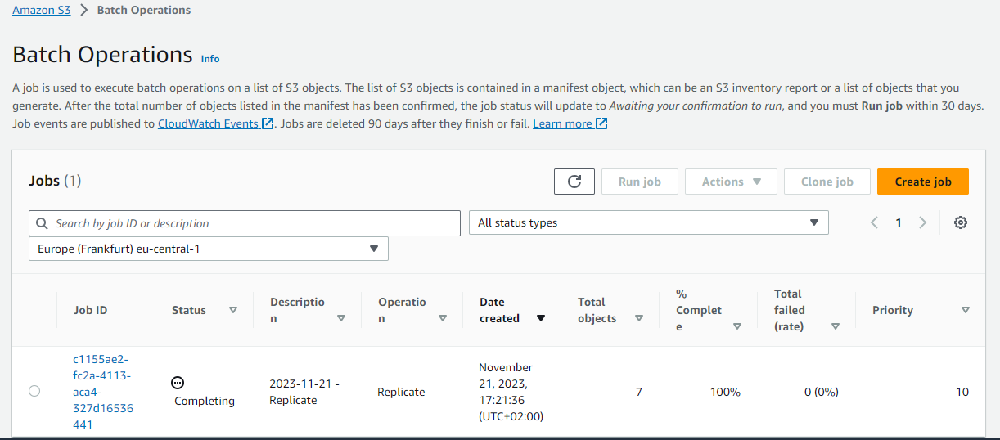 Amazon S3 > Batch Operations
Batch Operations Info
A job is used to execute batch operations on a list of S3 objects. The list of S3 objects is contained in a manifest object, which can be an S3 inventory report or a list of objects that you
generate. After the total number of objects listed in the manifest has been confirmed, the job status will update to Awaiting your confirmation to run, and you must Run job within 30 days.
Job events are published to CloudWatch Events. Jobs are deleted 90 days after they finish or fail. Learn more
Jobs (1)
Run job
Actions
Clone job
Create job
Search by job ID or description
All status types
1
Europe (Frankfurt) eu-central-1
Job ID
Status
Descriptio
n
Operatio
n
Date
created
Total
objects
%
Complet
e
Total
failed
(rate)
Priority
c1155ae2-
fc2a-4113-
aca4-
327d16536
441
Completing
2023-11-21 -
Replicate
Replicate
November
21, 2023,
17:21:36
(UTC+02:00)
7
100%
0 (0%)
10